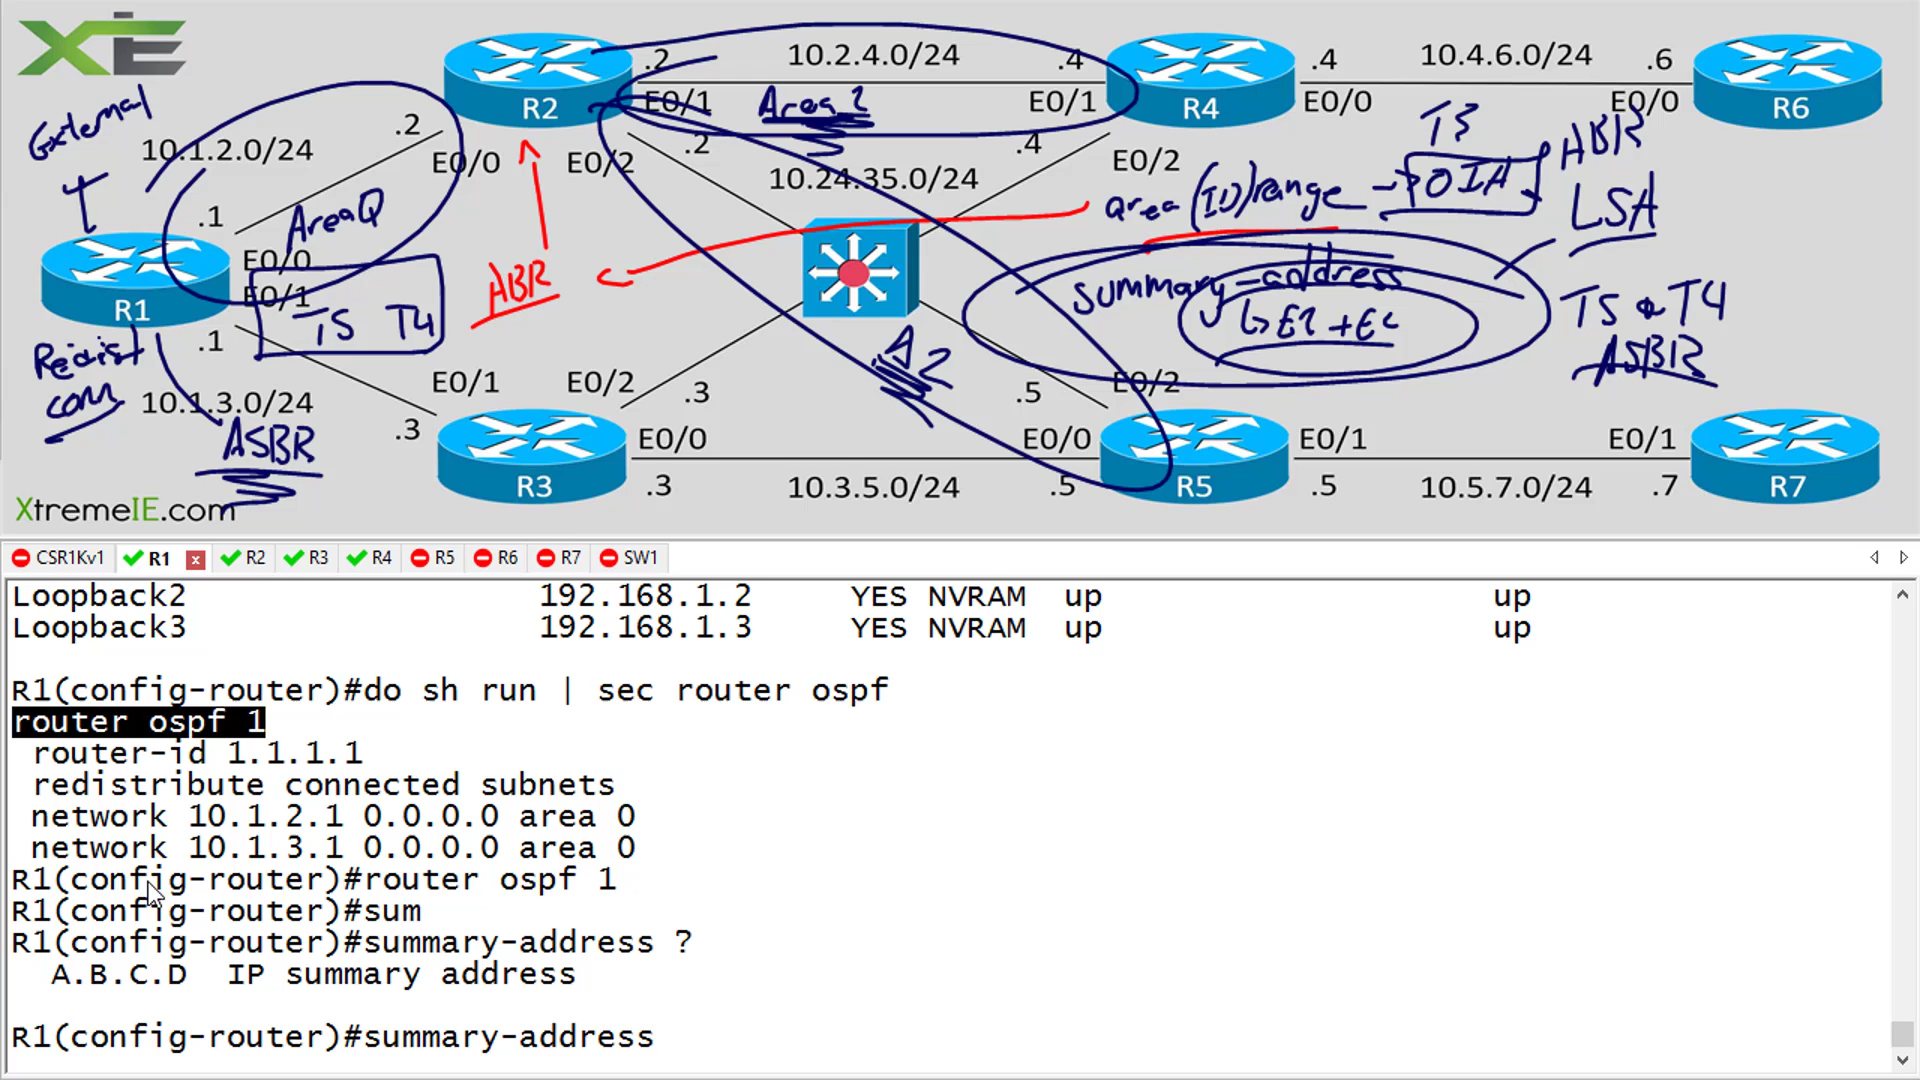 XIE
.2 10.2.4.0/24 .4
.4 10.4.6.0/24 .6
R2 E0/1 Area 2 E0/1 R4 E0/0 E0/0 R6
External
10.1.2.0/24 .2
E0/0 E0/2 .2 .4 E0/2
10.24.35.0/24
T3
ABR
area (ID) range → OIA
LSA
.1 Area 0
E0/0
E0/1
R1
T5 T4
ABR
summary-address
↳ E1 + E2
T5 & T4
ASBR
Redist
conn
.1
10.1.3.0/24 .3
ASBR
E0/1 E0/2 .3 .5 E0/2
A2
R3 E0/0 E0/0 R5 E0/1 E0/1 R7
.3 10.3.5.0/24 .5 .5 10.5.7.0/24 .7
XtremeIE.com
CSR1Kv1 R1 x R2 R3 R4 R5 R6 R7 SW1
Loopback2 192.168.1.2 YES NVRAM up up
Loopback3 192.168.1.3 YES NVRAM up up
R1(config-router)#do sh run | sec router ospf
router ospf 1
router-id 1.1.1.1
redistribute connected subnets
network 10.1.2.1 0.0.0.0 area 0
network 10.1.3.1 0.0.0.0 area 0
R1(config-router)#router ospf 1
R1(config-router)#sum
R1(config-router)#summary-address ?
A.B.C.D IP summary address
R1(config-router)#summary-address